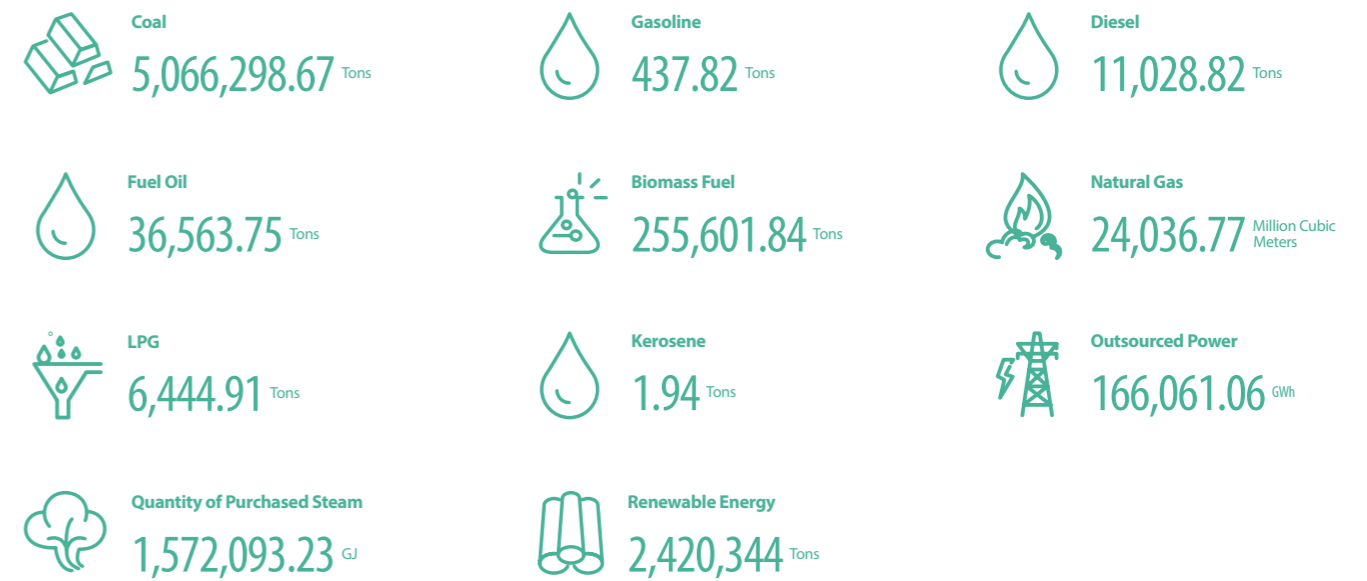 Coal
5,066,298.67 Tons
Gasoline
437.82 Tons
Diesel
11,028.82 Tons
Fuel Oil
36,563.75 Tons
Biomass Fuel
255,601.84 Tons
Natural Gas
24,036.77 Million Cubic
Meters
LPG
6,444.91 Tons
Kerosene
1.94 Tons
Outsourced Power
166,061.06 GWh
Quantity of Purchased Steam
1,572,093.23 GJ
Renewable Energy
2,420,344 Tons